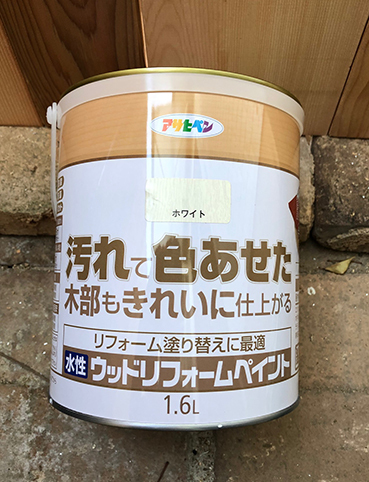 アサヒペン
ホワイト
汚れて色あせた
木部もきれいに仕上がる
リフォーム塗り替えに最適
水性 ウッドリフォームペイント
1.6L